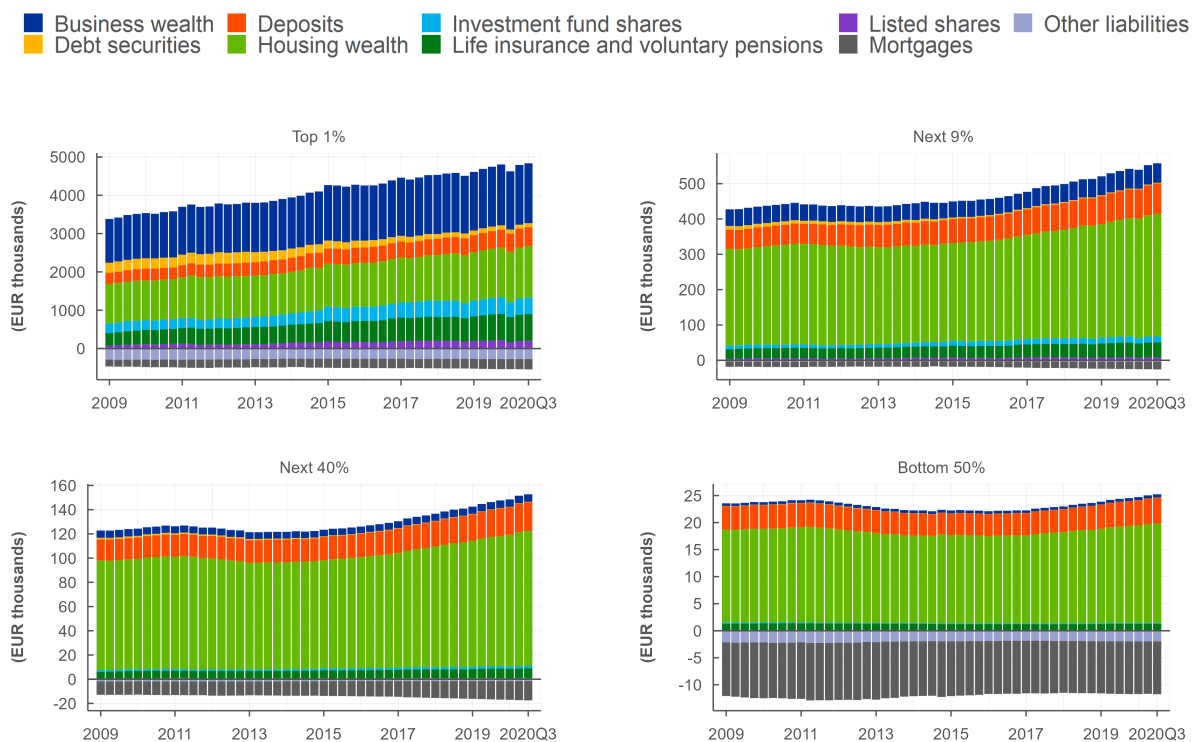 Business wealth Deposits Investment fund shares Listed shares Other liabilities
Debt securities Housing wealth Life insurance and voluntary pensions Mortgages
Top 1%
(EUR thousands)
5000
4000
3000
2000
1000
0
2009 2011 2013 2015 2017 2019 2020Q3
Next 9%
(EUR thousands)
500
400
300
200
100
0
2009 2011 2013 2015 2017 2019 2020Q3
Next 40%
(EUR thousands)
160
140
120
100
80
60
40
20
0
-20
2009 2011 2013 2015 2017 2019 2020Q3
Bottom 50%
(EUR thousands)
25
20
15
10
5
0
-5
-10
2009 2011 2013 2015 2017 2019 2020Q3